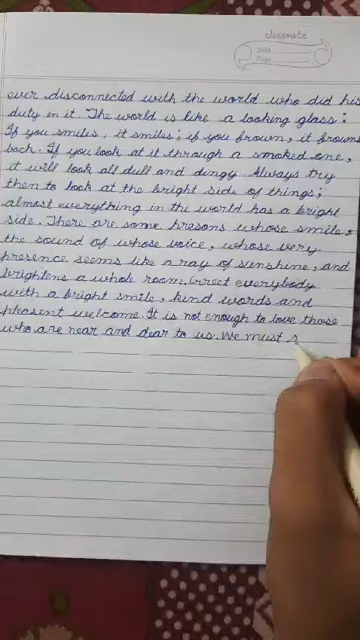 classmate
Date
Page
ever disconnected with the world who did his
duty in it. The world is like a looking glass:
If you smiles, it smiles; if you frown, it frowns
back. If you look at it through a smoked one,
it will look all dull and dingy. Always try
then to look at the bright side of things;
almost everything in the world has a bright
side. There are some presons whose smile,
the sound of whose voice, whose very
presence seems like a ray of sunshine, and
brightens a whole room. Greet everybody
with a bright smile, kind words and
pleasent welcome. It is not enough to love those
who are near and dear to us. We must s